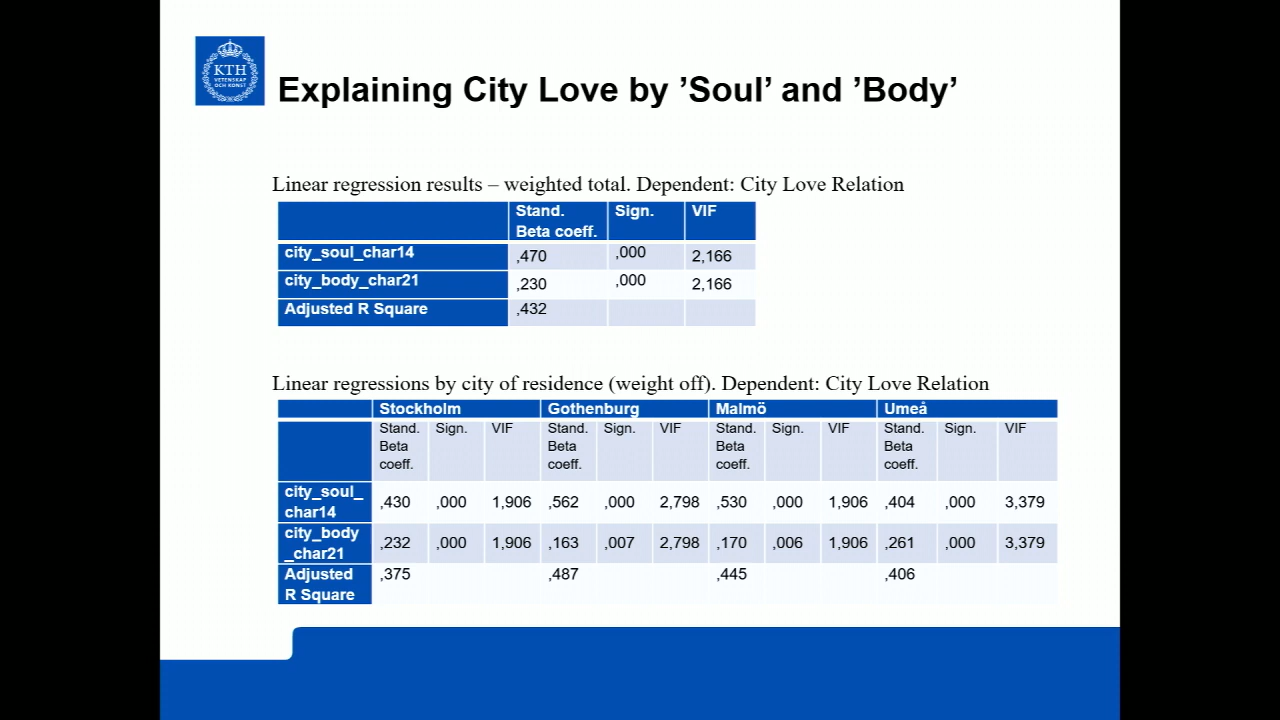 KTH
VETENSKAP
OCH KONST
Explaining City Love by ’Soul’ and ’Body’
Linear regression results – weighted total. Dependent: City Love Relation
Stand. Sign. VIF
Beta coeff.
city_soul_char14 ,470 ,000 2,166
city_body_char21 ,230 ,000 2,166
Adjusted R Square ,432
Linear regressions by city of residence (weight off). Dependent: City Love Relation
Stockholm Gothenburg Malmö Umeå
Stand. Sign. VIF Stand. Sign. VIF Stand. Sign. VIF Stand. Sign. VIF
Beta Beta Beta Beta
coeff. coeff. coeff. coeff.
city_soul_
char14 ,430 ,000 1,906 ,562 ,000 2,798 ,530 ,000 1,906 ,404 ,000 3,379
city_body
_char21 ,232 ,000 1,906 ,163 ,007 2,798 ,170 ,006 1,906 ,261 ,000 3,379
Adjusted ,375 ,487 ,445 ,406
R Square